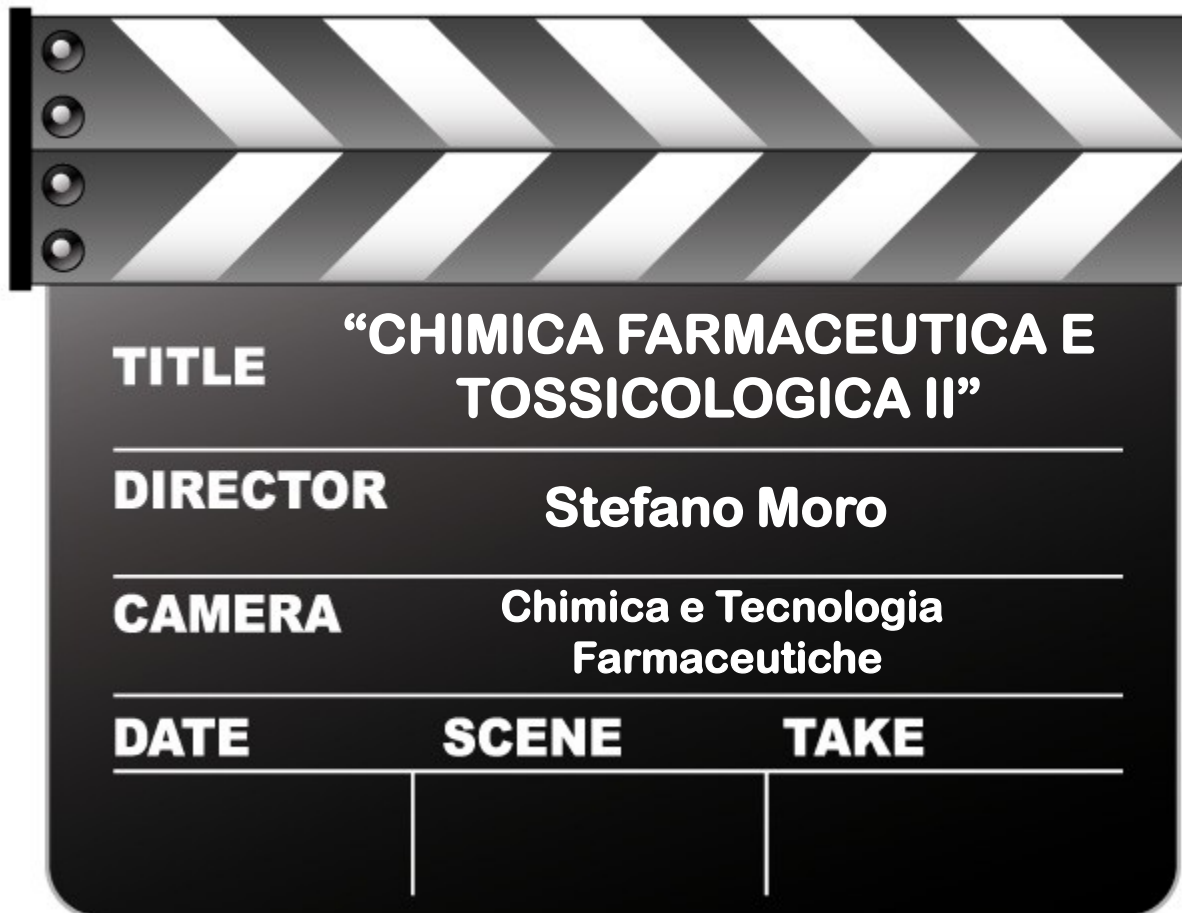 TITLE
“CHIMICA FARMACEUTICA E
TOSSICOLOGICA II”
DIRECTOR
Stefano Moro
CAMERA
Chimica e Tecnologia
Farmaceutiche
DATE SCENE TAKE